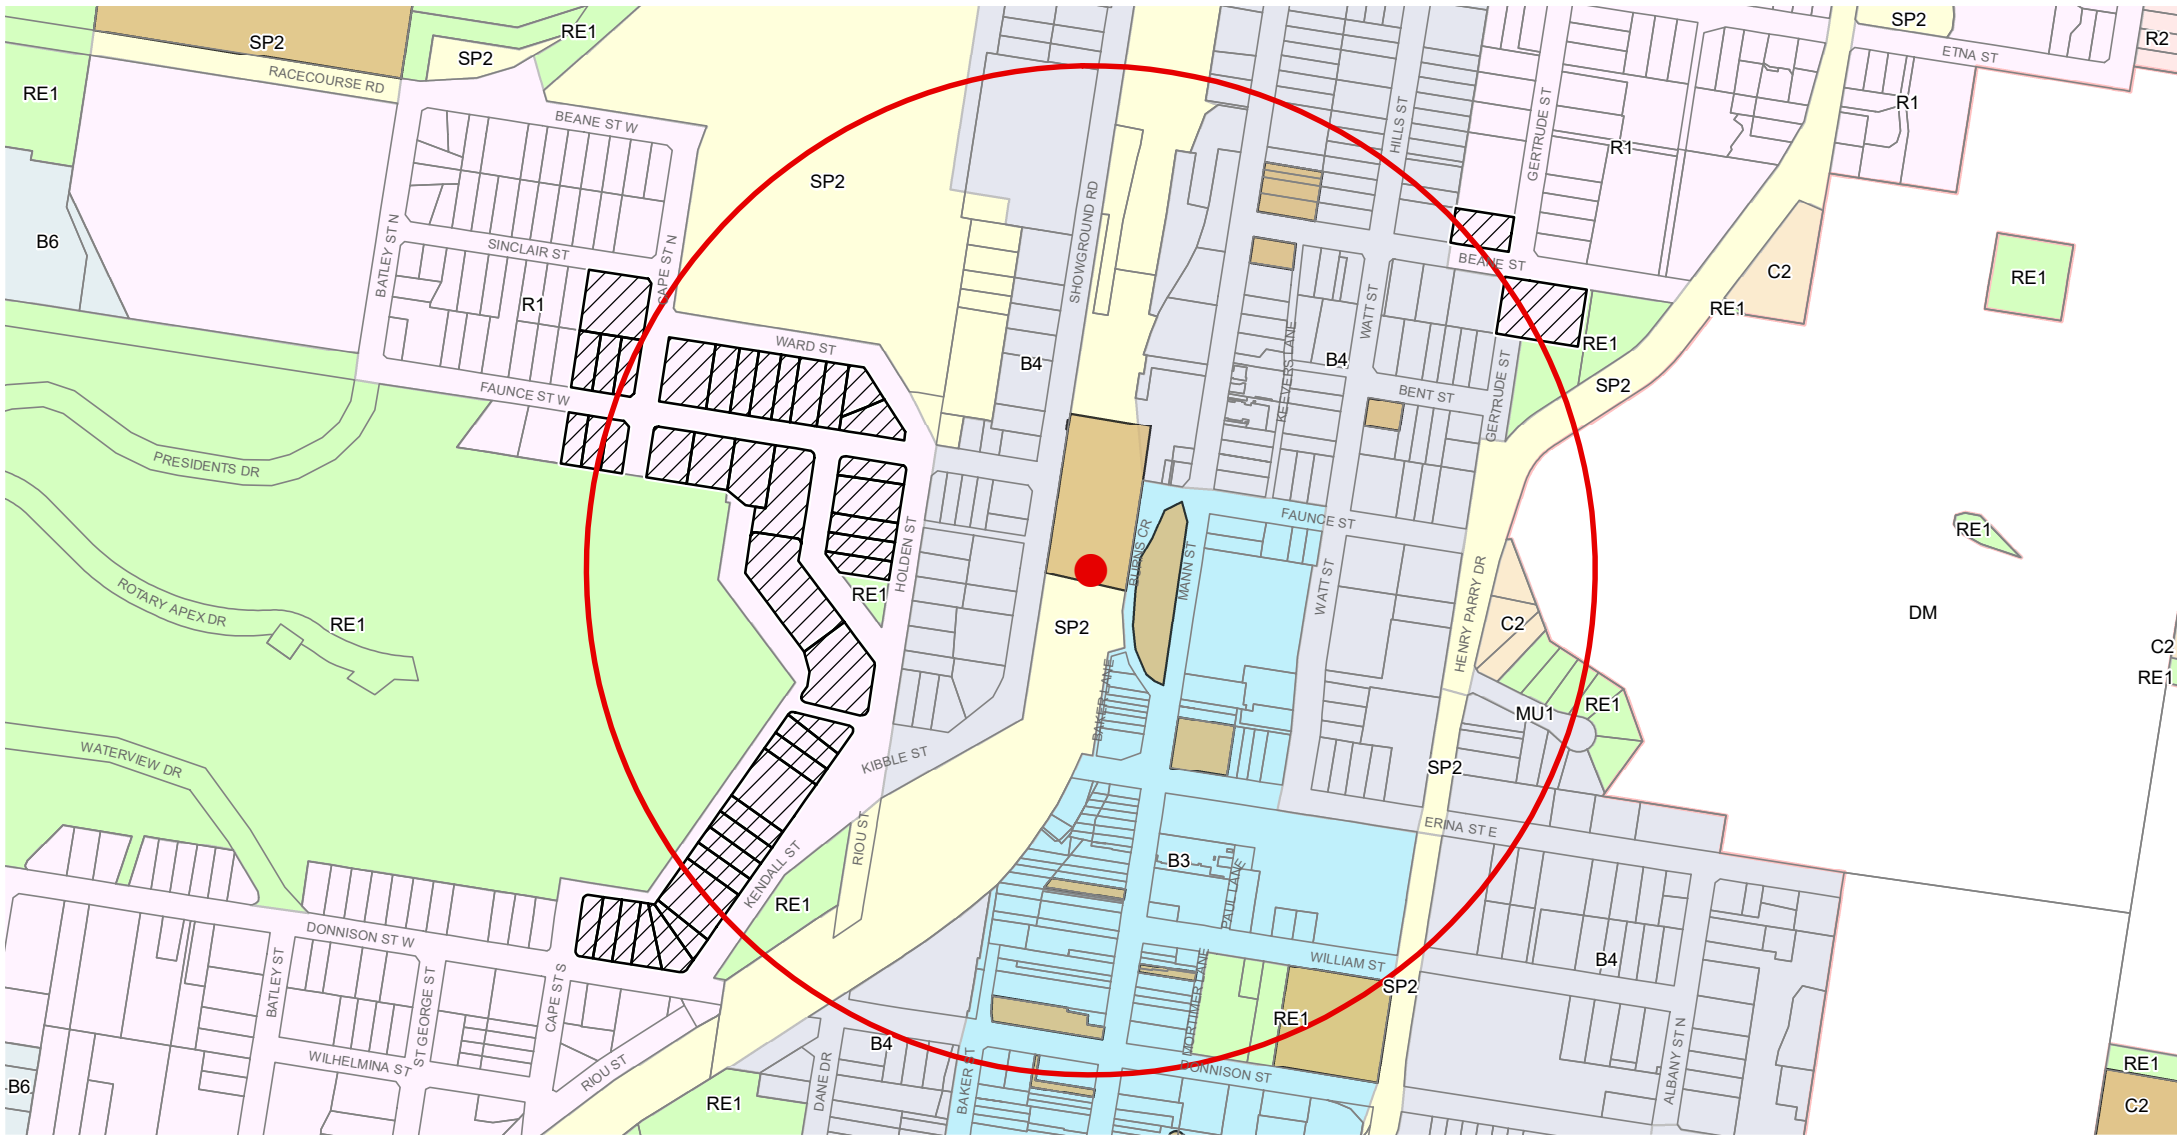 SP2
RE1
SP2
ETNA ST
R2
SP2
RACECOURSE RD
RE1
R1
BEANE ST W
HILLS ST
GERTRUDE ST
R1
SP2
BATLEY ST N
SINCLAIR ST
CAPE ST N
SHOWGROUND RD
B6
BEANE ST
C2
RE1
RE1
R1
WATT ST
KEEVERS LANE
WARD ST
B4
B4
RE1
SP2
FAUNCE ST W
BENT ST
GERTRUDE ST
PRESIDENTS DR
FAUNCE ST
RE1
HOLDEN ST
BURNS CR
MANN ST
WATT ST
HENRY PARRY DR
ROTARY APEX DR
RE1
RE1
SP2
C2
DM
C2
RE1
BAKER LANE
MU1
RE1
WATERVIEW DR
KIBBLE ST
SP2
RIOU ST
ERINA ST E
B3
PAUL LANE
KENDALL ST
RE1
DONNISON ST W
BATLEY ST
ST GEORGE ST
CAPE ST S
WILLIAM ST
B4
SP2
MORTIMER LANE
RE1
WILHELMINA ST
RIOU ST
B4
DANE DR
BAKER ST
DONNISON ST
ALBANY ST N
RE1
B6
RE1
C2